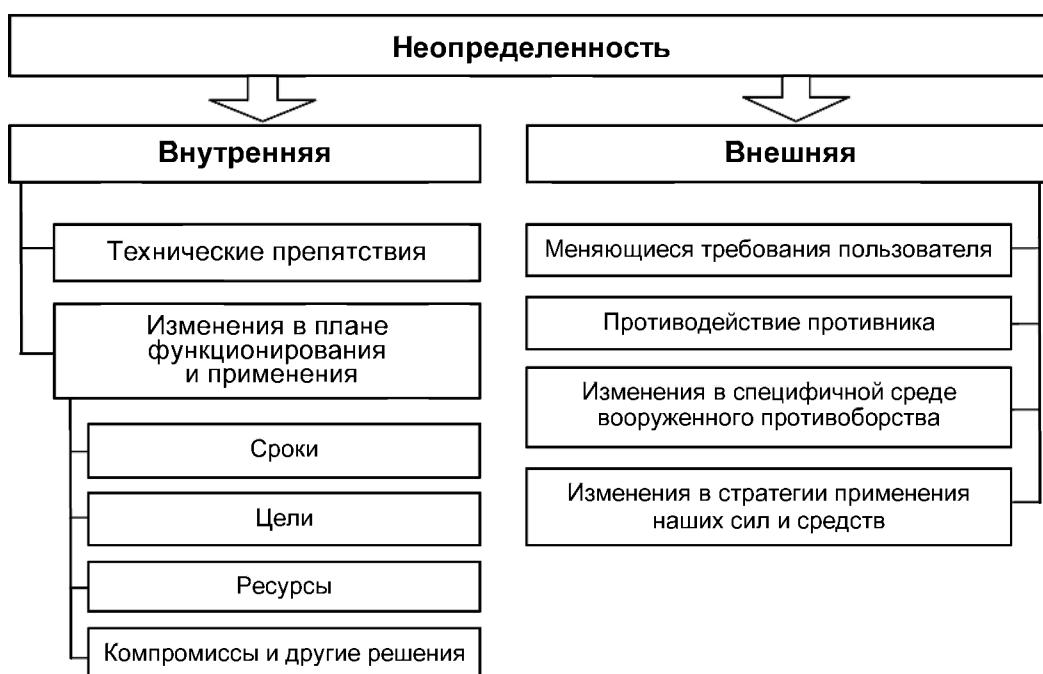 Неопределенность
Внутренняя
Технические препятствия
Изменения в плане
функционирования
и применения
Сроки
Цели
Ресурсы
Компромиссы и другие решения
Внешняя
Меняющиеся требования пользователя
Противодействие противника
Изменения в специфичной среде
вооруженного противоборства
Изменения в стратегии применения
наших сил и средств